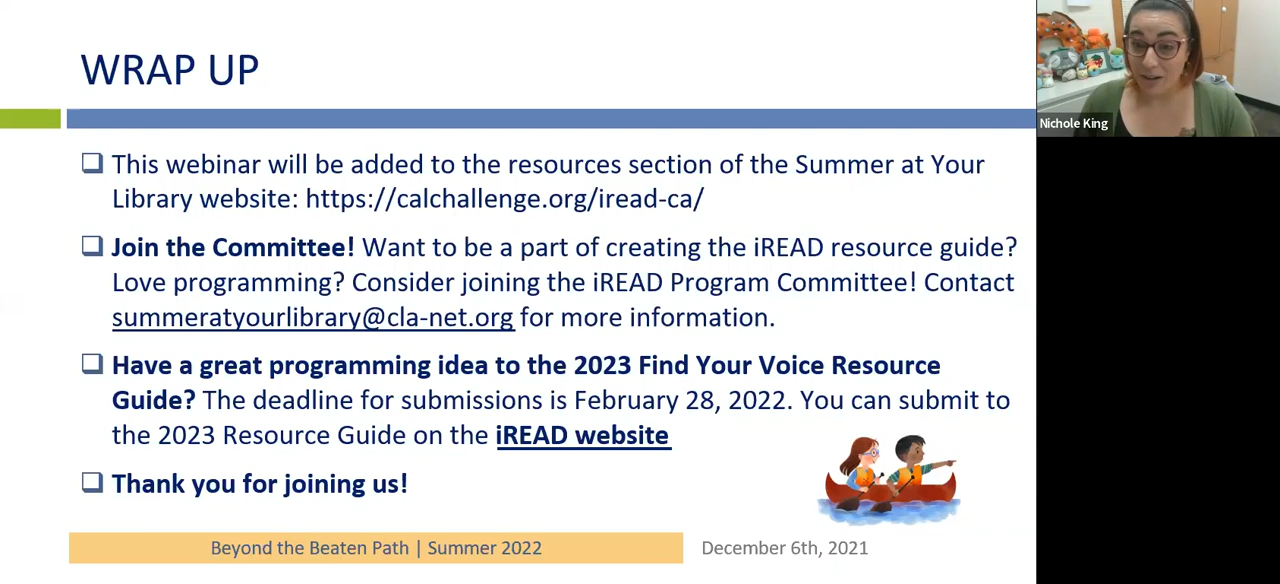 WRAP UP
This webinar will be added to the resources section of the Summer at Your
Library website: https://calchallenge.org/iread-ca/
Join the Committee! Want to be a part of creating the iREAD resource guide?
Love programming? Consider joining the iREAD Program Committee! Contact
summeratyourlibrary@cla-net.org for more information.
Have a great programming idea to the 2023 Find Your Voice Resource
Guide? The deadline for submissions is February 28, 2022. You can submit to
the 2023 Resource Guide on the iREAD website
Thank you for joining us!
Beyond the Beaten Path | Summer 2022
December 6th, 2021
Nichole King